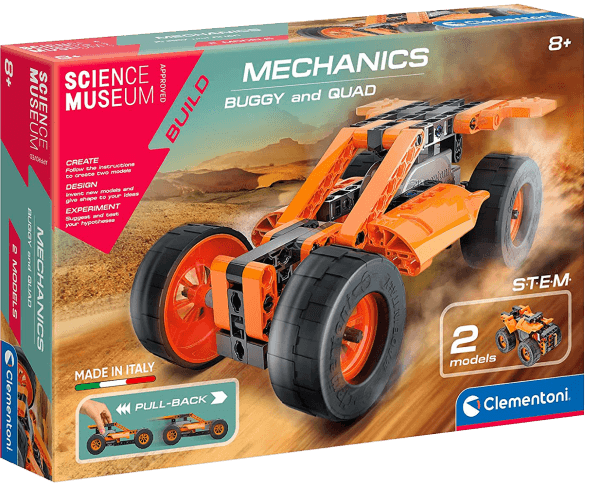 8+
SCIENCE
MUSEUM
APPROVED
BUILD
MECHANICS
BUGGY and QUAD
8+
CREATE
Follow the instructions
to create two models
DESIGN
Invent new models and
give shape to your ideas
EXPERIMENT
Suggest and test
your hypotheses
MADE IN ITALY
PULL-BACK
S.T.E.M.
2
models
Clementoni
SCIENCE
MUSEUM
MECHANICS
BUGGY and QUAD
2 MODELS
Clementoni